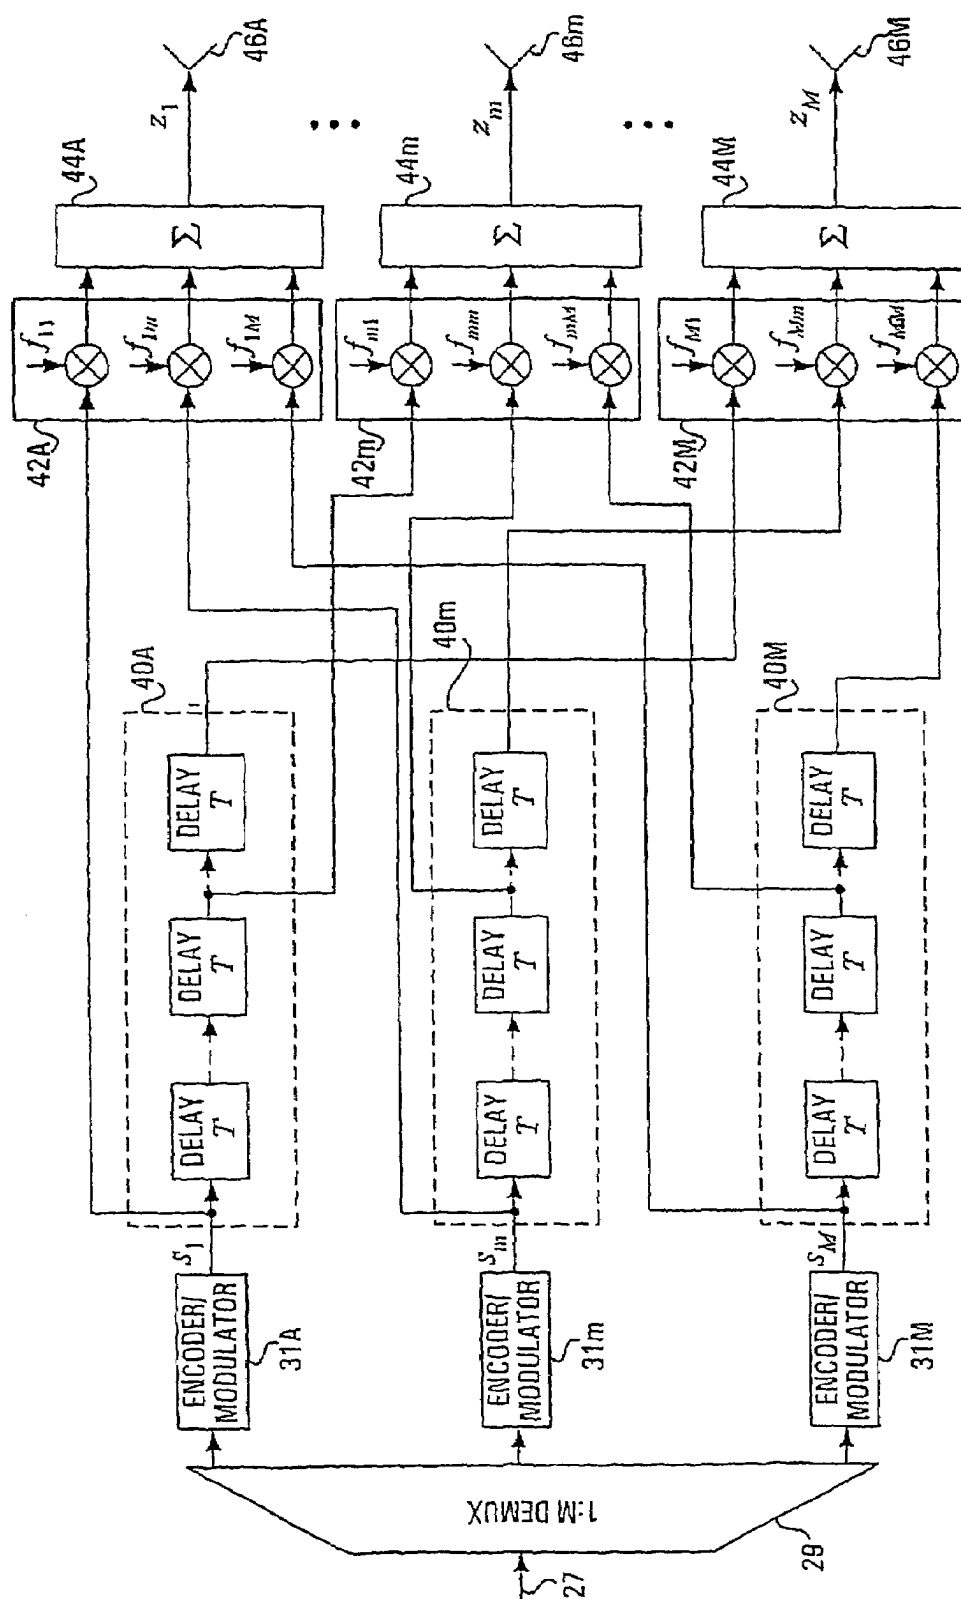 27
1:M DEMUX
29
ENCODER/
MODULATOR
31A
ENCODER/
MODULATOR
31m
ENCODER/
MODULATOR
31M
S1
Sm
SM
40A
DELAY
T
DELAY
T
DELAY
T
40m
DELAY
T
DELAY
T
DELAY
T
40M
DELAY
T
DELAY
T
DELAY
T
42A
f11
f1m
f1M
42m
fm1
fmm
fmM
42M
fM1
fMm
44A
Σ
44m
Σ
44M
Σ
z1
zm
zM
46A
46m
46M